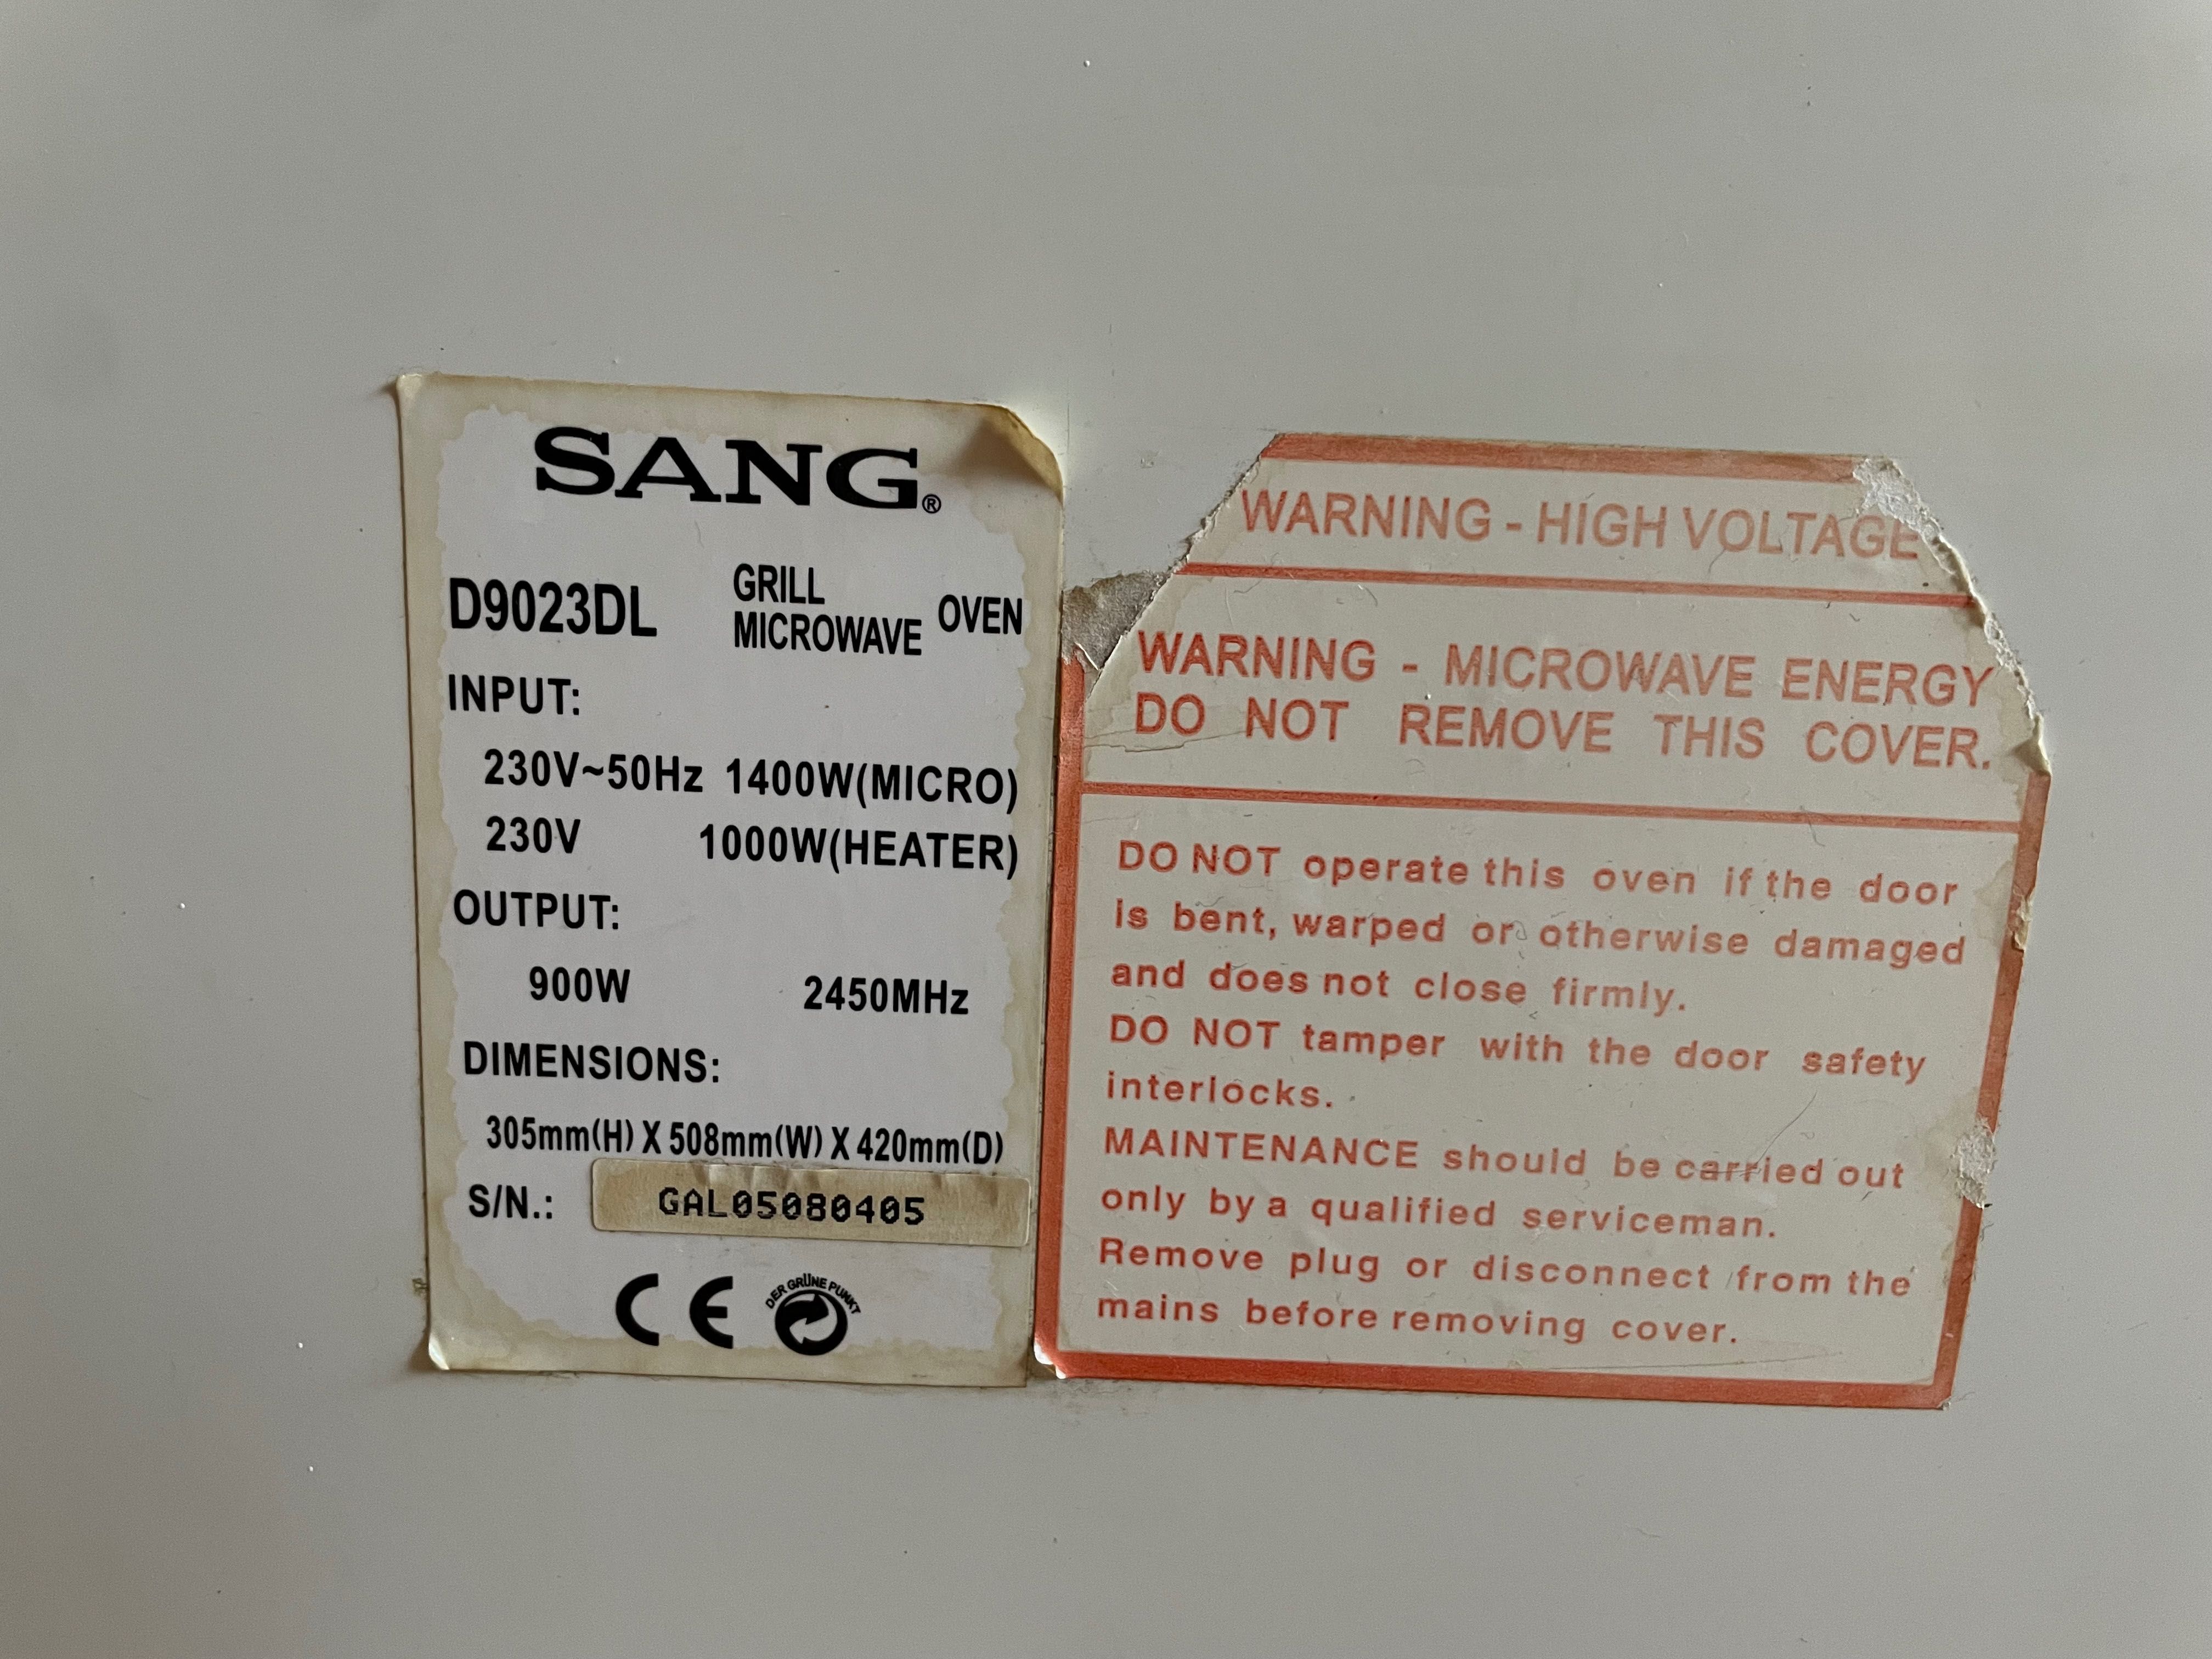 SANG®
D9023DL GRILL MICROWAVE OVEN
INPUT:
230V~50Hz 1400W(MICRO)
230V 1000W(HEATER)
OUTPUT:
900W 2450MHz
DIMENSIONS:
305mm(H) X 508mm(W) X 420mm(D)
S/N.: GAL05080405
CE DER GRÜNE PUNKT
WARNING - HIGH VOLTAGE
WARNING - MICROWAVE ENERGY
DO NOT REMOVE THIS COVER.
DO NOT operate this oven if the door
is bent, warped or otherwise damaged
and does not close firmly.
DO NOT tamper with the door safety
interlocks.
MAINTENANCE should be carried out
only by a qualified serviceman.
Remove plug or disconnect from the
mains before removing cover.